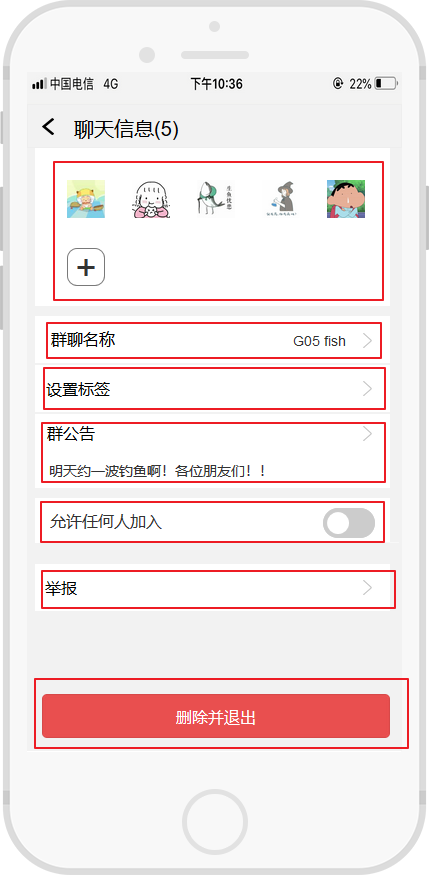 中国电信 4G 下午10:36 22%
聊天信息(5)
+
群聊名称 G05 fish
设置标签
群公告
明天约一波钓鱼啊！各位朋友们！！
允许任何人加入
举报
删除并退出